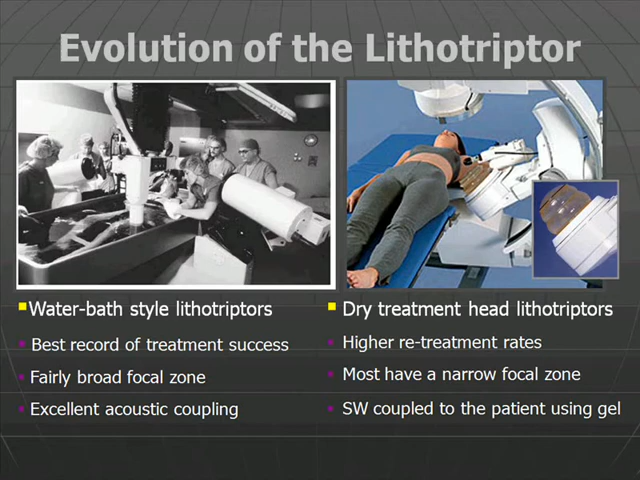 Evolution of the Lithotriptor
Water-bath style lithotriptors
Best record of treatment success
Fairly broad focal zone
Excellent acoustic coupling
Dry treatment head lithotriptors
Higher re-treatment rates
Most have a narrow focal zone
SW coupled to the patient using gel